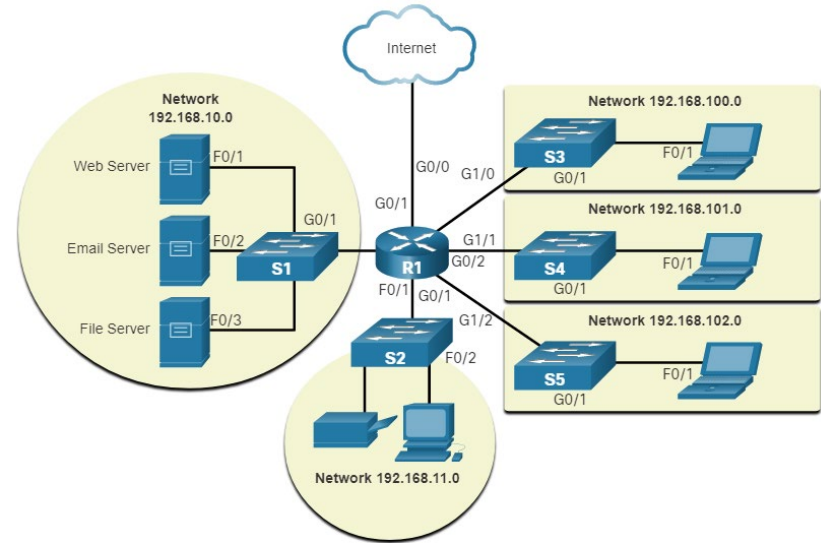 Internet
Network
192.168.10.0
Web Server
F0/1
Email Server
F0/2
File Server
F0/3
G0/1
S1
G0/0
G0/1
G1/0
R1
G1/1
G0/2
F0/1
G0/1
G1/2
S2
F0/2
Network 192.168.11.0
Network 192.168.100.0
S3
G0/1
F0/1
Network 192.168.101.0
S4
G0/1
F0/1
Network 192.168.102.0
S5
G0/1
F0/1